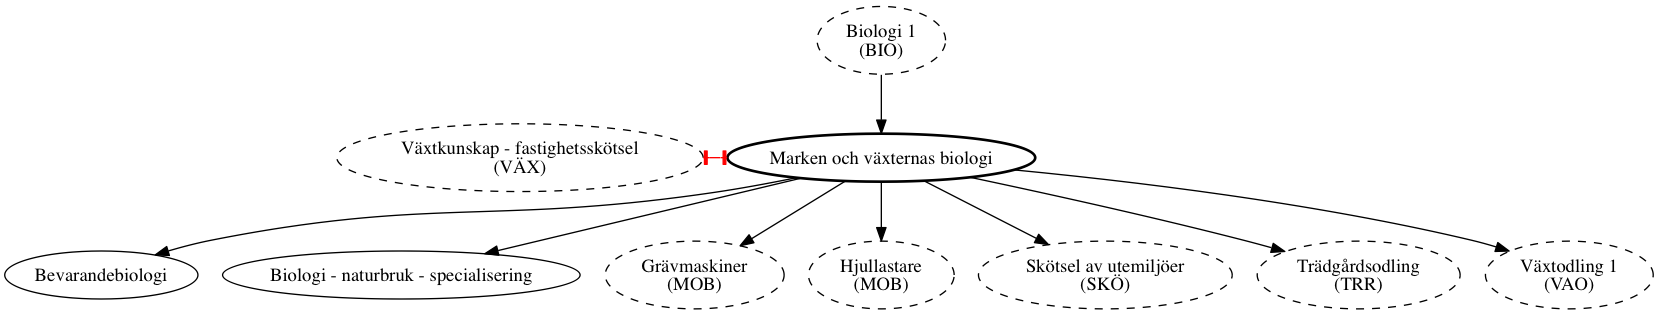 Biologi 1
(BIO)
Växtkunskap - fastighetsskötsel
(VÄX)
Marken och växternas biologi
Bevarandebiologi
Biologi - naturbruk - specialisering
Grävmaskiner
(MOB)
Hjullastare
(MOB)
Skötsel av utemiljöer
(SKÖ)
Trädgårdsodling
(TRR)
Växtodling 1
(VAO)